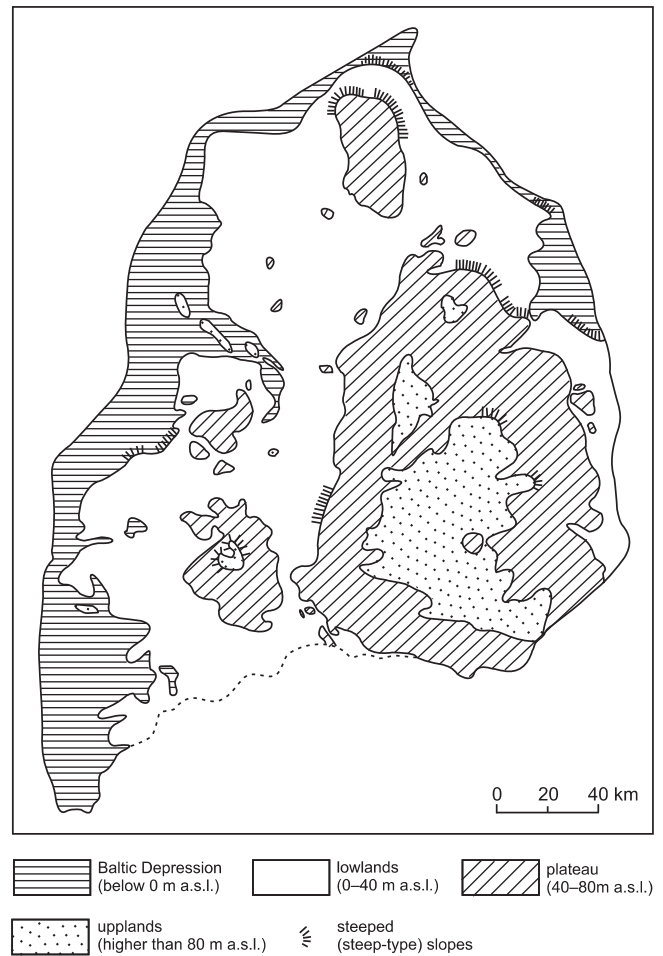 0 20 40 km
Baltic Depression
(below 0 m a.s.l.)
lowlands
(0–40 m a.s.l.)
plateau
(40–80m a.s.l.)
upplands
(higher than 80 m a.s.l.)
steeped
(steep-type) slopes